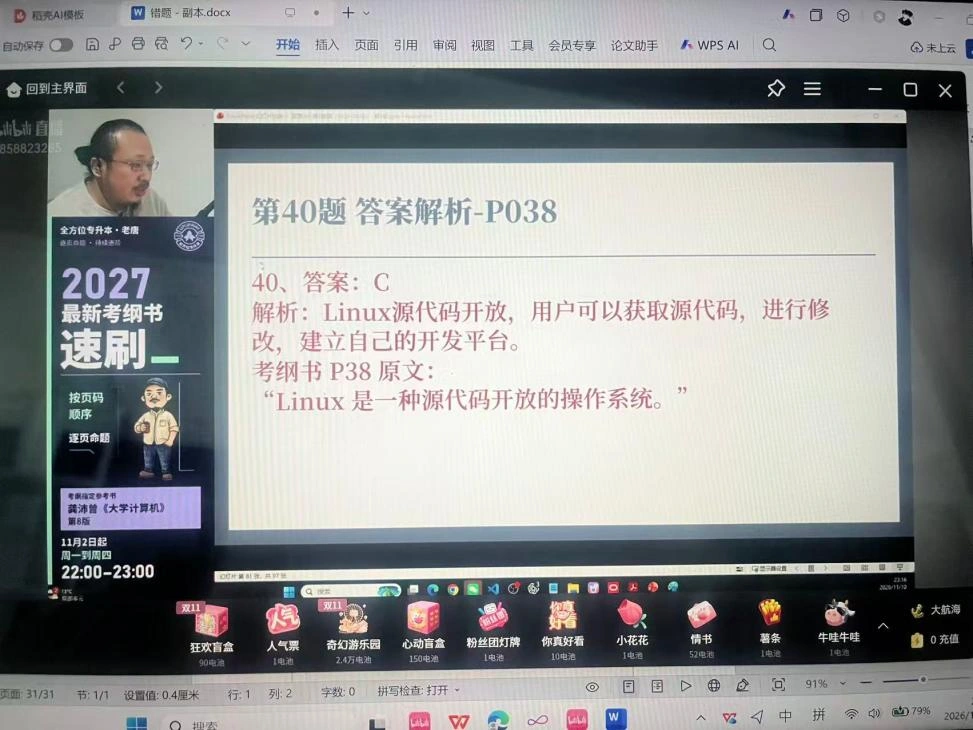 稻壳AI模板
错题 - 副本.docx
自动保存
开始 插入 页面 引用 审阅 视图 工具 会员专享 论文助手 WPS AI
未上云
回到主界面
直播
858823265
全方位专升本·老唐
逐页命题·持续进阶
2027
最新考纲书
速刷
按页码
顺序
逐页命题
考纲指定参考书
龚沛曾《大学计算机》
第8版
11月2日起
周一到周四
22:00-23:00
第40题 答案解析-P038
40、答案：C
解析：Linux源代码开放，用户可以获取源代码，进行修
改，建立自己的开发平台。
考纲书 P38 原文：
“Linux 是一种源代码开放的操作系统。”
搜索
双11
狂欢盲盒
90电池
人气
人气票
1电池
双11
奇幻游乐园
2.4万电池
心动盲盒
150电池
粉丝团灯牌
1电池
你真好看
10电池
小花花
1电池
情书
52电池
薯条
1电池
牛哇牛哇
1电池
大航海
0 充值
页面: 31/31 节: 1/1 设置值: 0.4厘米 行: 1 列: 2 字数: 0 拼写检查: 打开
91%
搜索
中 拼
79%